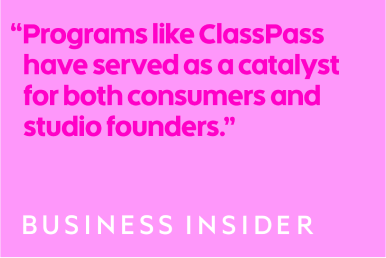 “Programs like ClassPass
have served as a catalyst
for both consumers and
studio founders.”
BUSINESS INSIDER